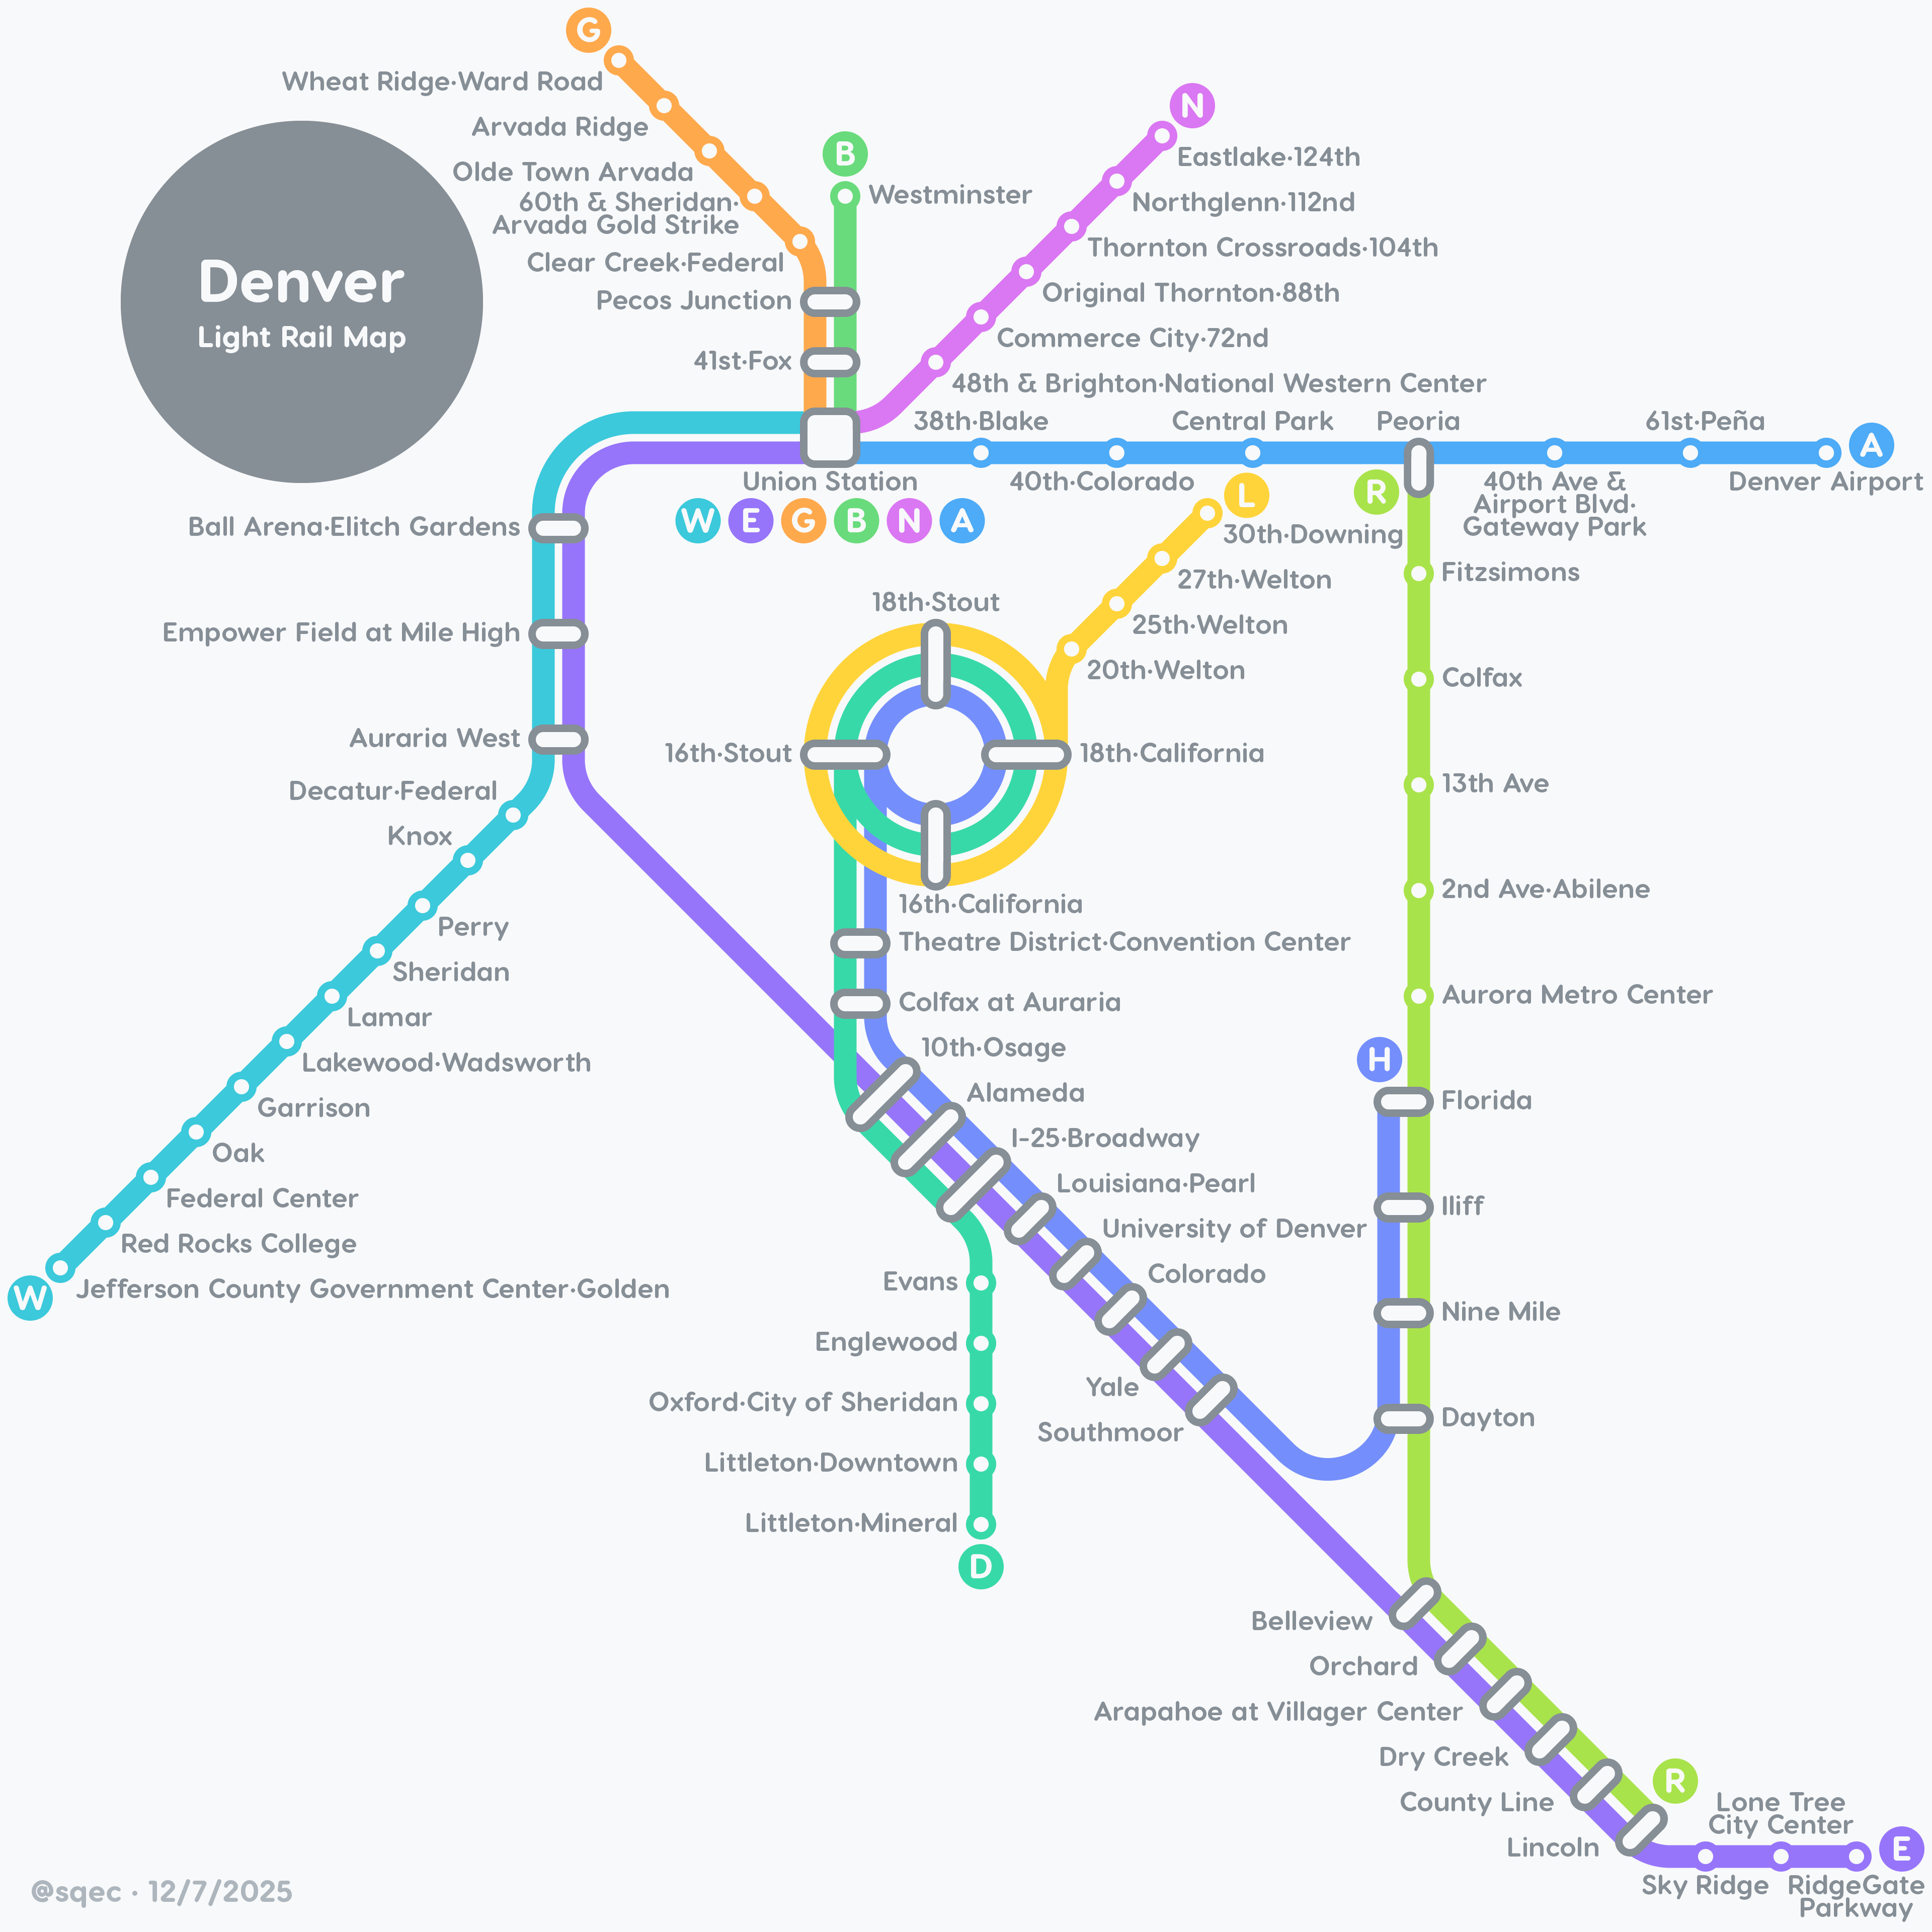 G
Wheat Ridge·Ward Road
N
Arvada Ridge
B
Eastlake·124th
Olde Town Arvada
Westminster
60th & Sheridan·
Arvada Gold Strike
Northglenn·112nd
Clear Creek·Federal
Thornton Crossroads·104th
Denver
Light Rail Map
Pecos Junction
Original Thornton·88th
41st·Fox
Commerce City·72nd
48th & Brighton·National Western Center
38th·Blake
Central Park
Peoria
61st·Peña
A
Union Station
40th·Colorado
R
L
40th Ave &
Airport Blvd·
Gateway Park
Denver Airport
W E G B N A
Ball Arena·Elitch Gardens
30th·Downing
27th·Welton
Fitzsimons
18th·Stout
25th·Welton
Empower Field at Mile High
20th·Welton
Colfax
Auraria West
16th·Stout
18th·California
Decatur·Federal
13th Ave
Knox
2nd Ave·Abilene
Perry
16th·California
Theatre District·Convention Center
Sheridan
Colfax at Auraria
Aurora Metro Center
Lamar
10th·Osage
H
Lakewood·Wadsworth
Alameda
Florida
Garrison
I-25·Broadway
Oak
Louisiana·Pearl
Federal Center
Iliff
University of Denver
Red Rocks College
Colorado
Evans
W
Jefferson County Government Center·Golden
Nine Mile
Englewood
Yale
Oxford·City of Sheridan
Dayton
Southmoor
Littleton·Downtown
Littleton·Mineral
D
Belleview
Orchard
Arapahoe at Villager Center
Dry Creek
R
County Line
Lone Tree
City Center
Lincoln
E
Sky Ridge
RidgeGate
Parkway
@sqec · 12/7/2025